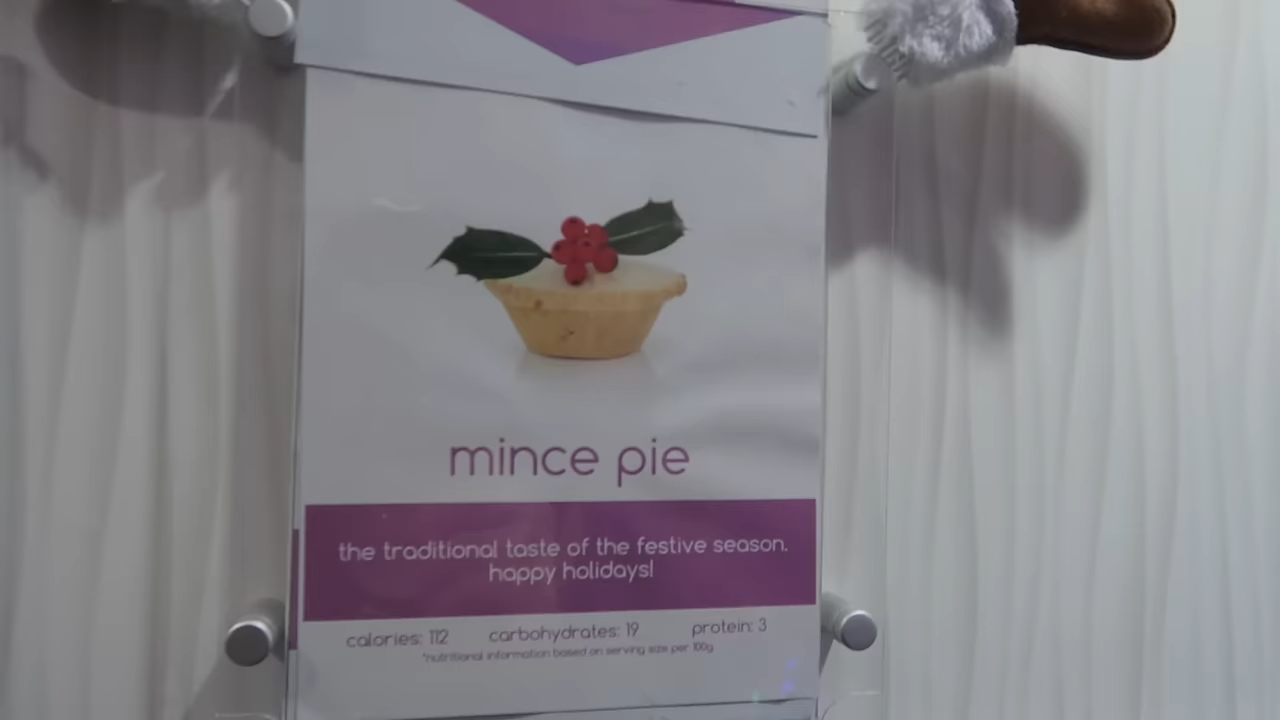 mince pie
the traditional taste of the festive season.
happy holidays!
calories: 112 carbohydrates: 19 protein: 3
*nutritional information based on serving size per 100g